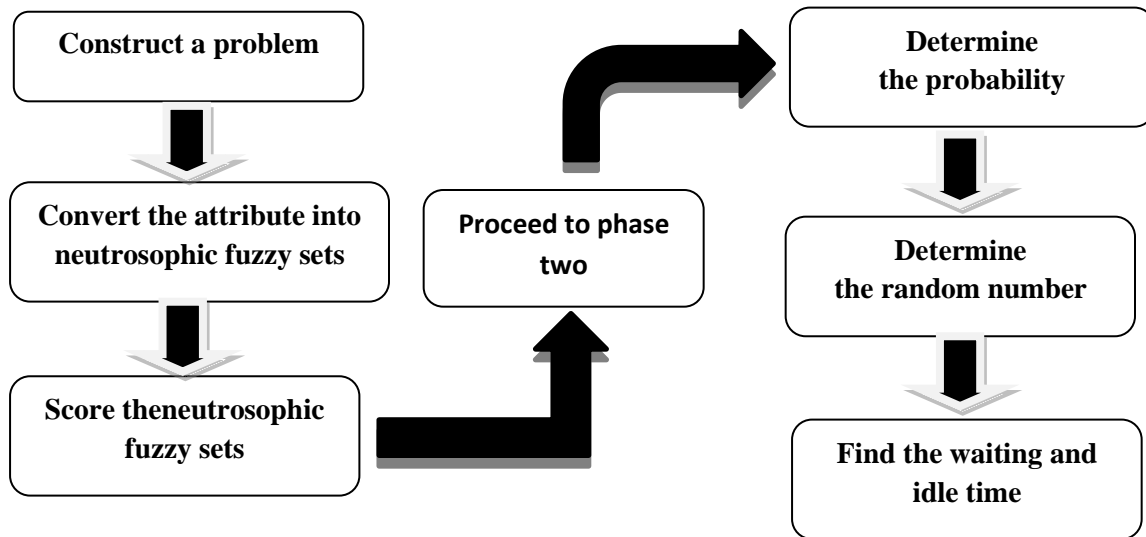 Construct a problem
Convert the attribute into
neutrosophic fuzzy sets
Score theneutrosophic
fuzzy sets
Proceed to phase
two
Determine
the probability
Determine
the random number
Find the waiting and
idle time